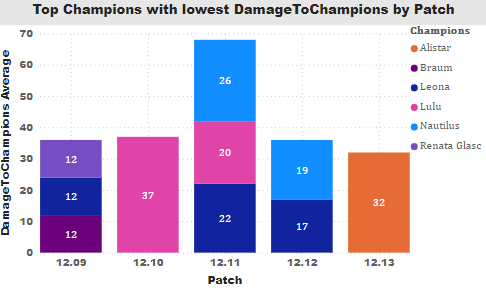 Top Champions with lowest DamageToChampions by Patch
Champions
Alistar
Braum
Leona
Lulu
Nautilus
Renata Glasc
DamageToChampions Average
70
60
50
40
30
20
10
0
12
12
12
37
26
20
22
19
17
32
12.09 12.10 12.11 12.12 12.13
Patch